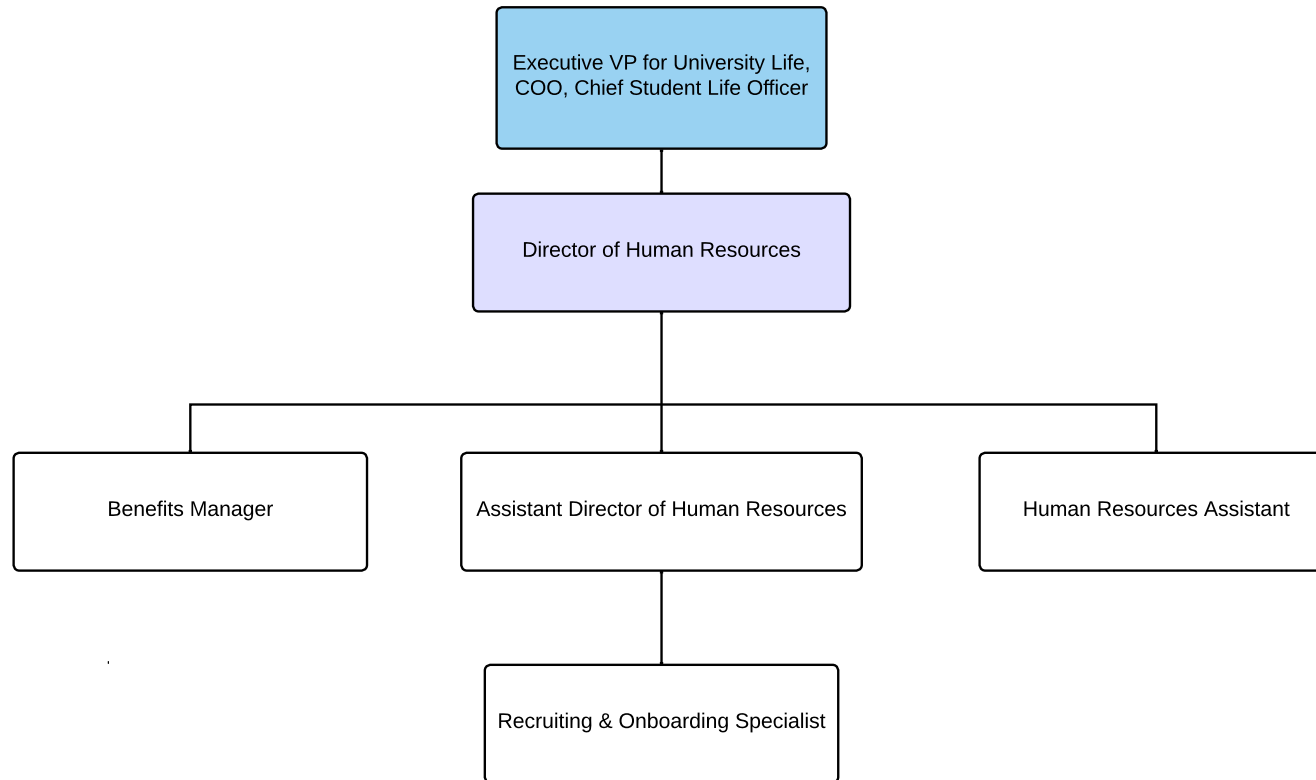 Executive VP for University Life,
COO, Chief Student Life Officer
Director of Human Resources
Benefits Manager
Assistant Director of Human Resources
Human Resources Assistant
Recruiting & Onboarding Specialist